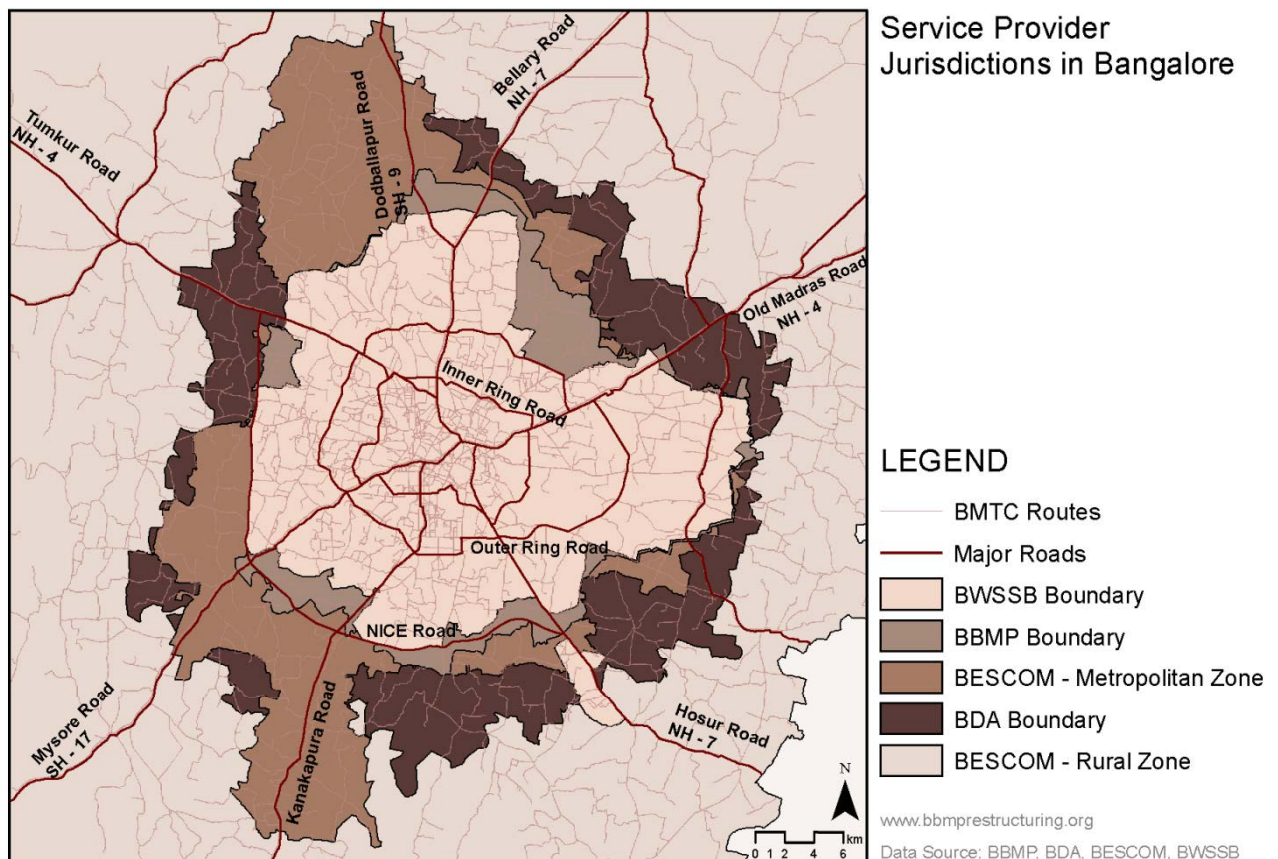 Service Provider
Jurisdictions in Bangalore
Tumkur Road
NH - 4
Dodballapur Road
SH - 9
Bellary Road
NH - 7
Old Madras Road
NH - 4
Inner Ring Road
Outer Ring Road
NICE Road
Mysore Road
SH - 17
Kanakapura Road
Hosur Road
NH - 7
N
0 1 2 4 6 km
LEGEND
BMTC Routes
Major Roads
BWSSB Boundary
BBMP Boundary
BESCOM - Metropolitan Zone
BDA Boundary
BESCOM - Rural Zone
www.bbmprestructuring.org
Data Source: BBMP, BDA, BESCOM, BWSSB